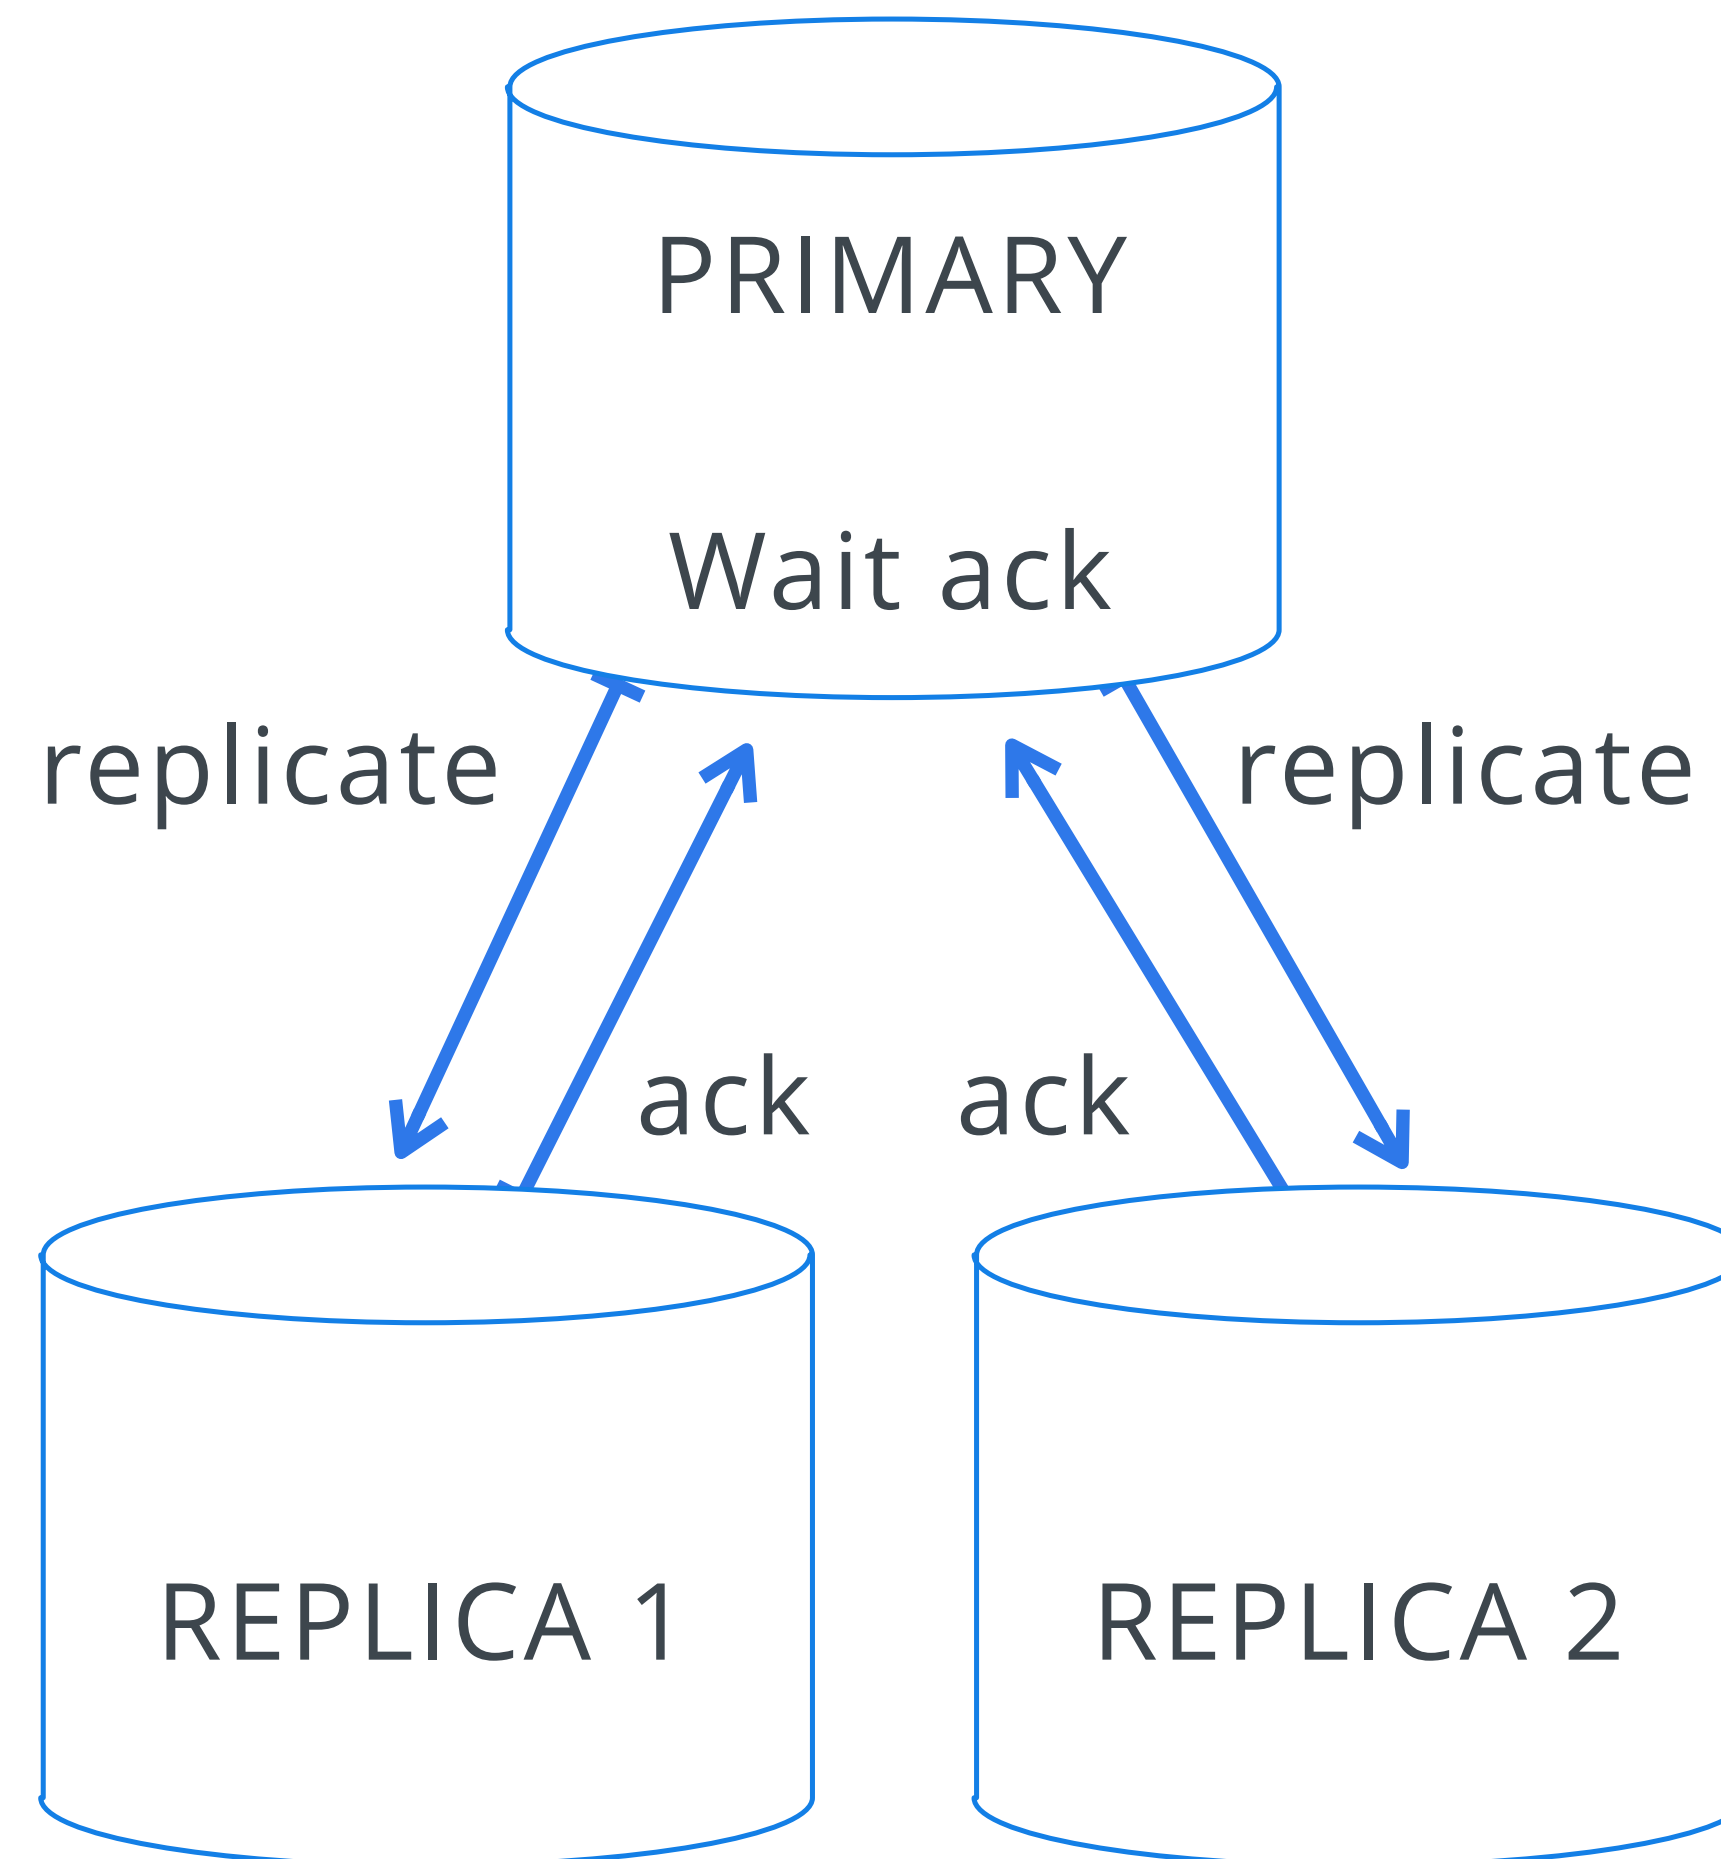 PRIMARY
Wait ack
replicate
replicate
ack
ack
REPLICA 1
REPLICA 2